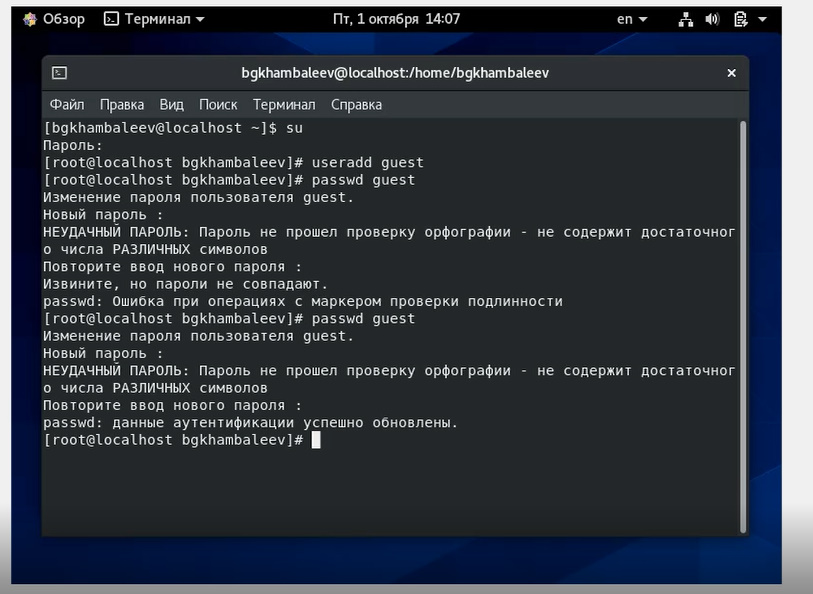 Обзор Терминал Пт, 1 октября 14:07 en
bgkhambaleev@localhost:/home/bgkhambaleev
Файл Правка Вид Поиск Терминал Справка
[bgkhambaleev@localhost ~]$ su
Пароль:
[root@localhost bgkhambaleev]# useradd guest
[root@localhost bgkhambaleev]# passwd guest
Изменение пароля пользователя guest.
Новый пароль :
НЕУДАЧНЫЙ ПАРОЛЬ: Пароль не прошел проверку орфографии - не содержит достаточног
о числа РАЗЛИЧНЫХ символов
Повторите ввод нового пароля :
Извините, но пароли не совпадают.
passwd: Ошибка при операциях с маркером проверки подлинности
[root@localhost bgkhambaleev]# passwd guest
Изменение пароля пользователя guest.
Новый пароль :
НЕУДАЧНЫЙ ПАРОЛЬ: Пароль не прошел проверку орфографии - не содержит достаточног
о числа РАЗЛИЧНЫХ символов
Повторите ввод нового пароля :
passwd: данные аутентификации успешно обновлены.
[root@localhost bgkhambaleev]#